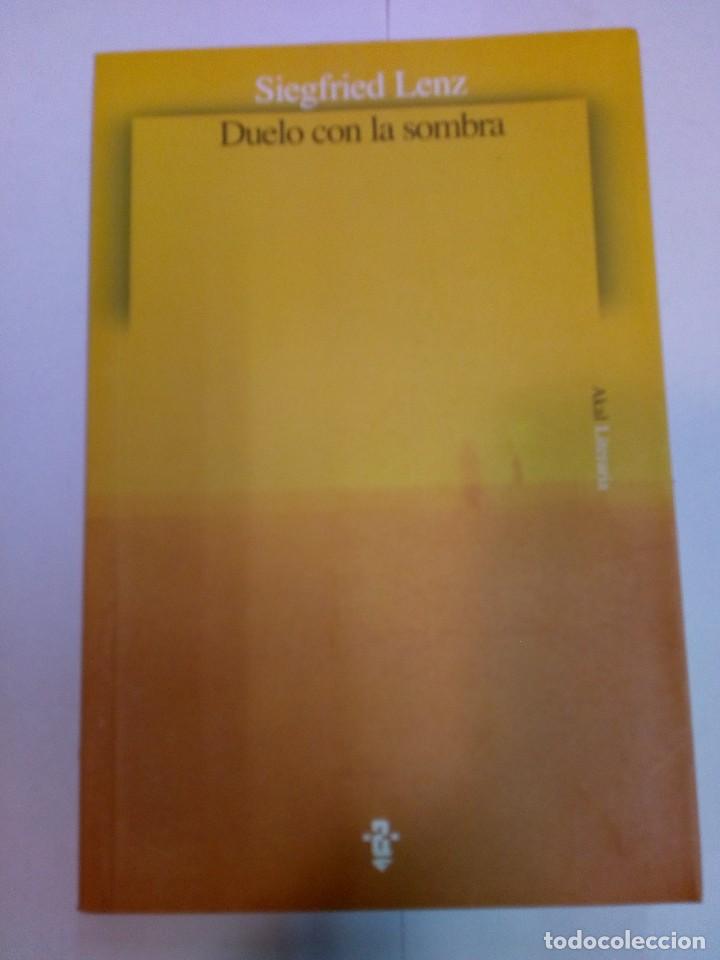 Siegfried Lenz
Duelo con la sombra
Akal Literaria
todocoleccion